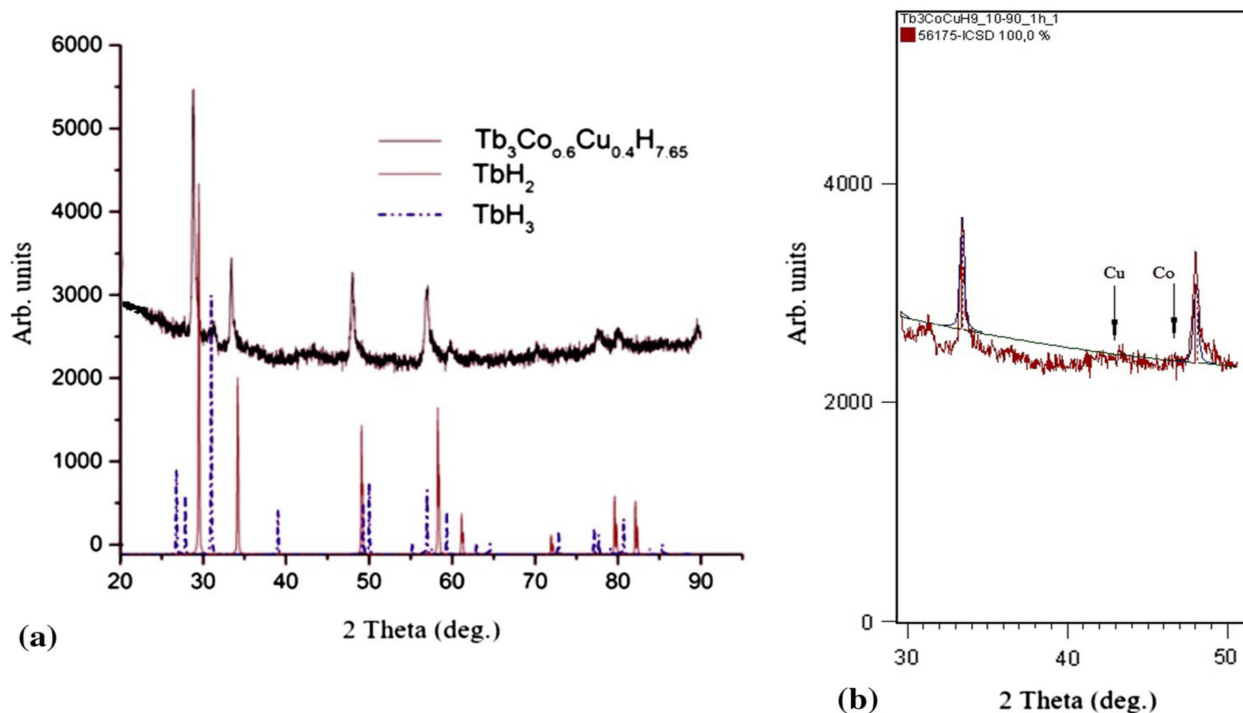 6000
5000
4000
3000
2000
1000
0
Arb. units
Tb₃Co₀.₆Cu₀.₄H₇.₆₅
TbH₂
TbH₃
20 30 40 50 60 70 80 90
2 Theta (deg.)
(a)
Tb3CoCuH9_10-90_1h_1
56175-ICSD 100,0 %
4000
2000
0
Arb. units
Cu Co
30 40 50
2 Theta (deg.)
(b)